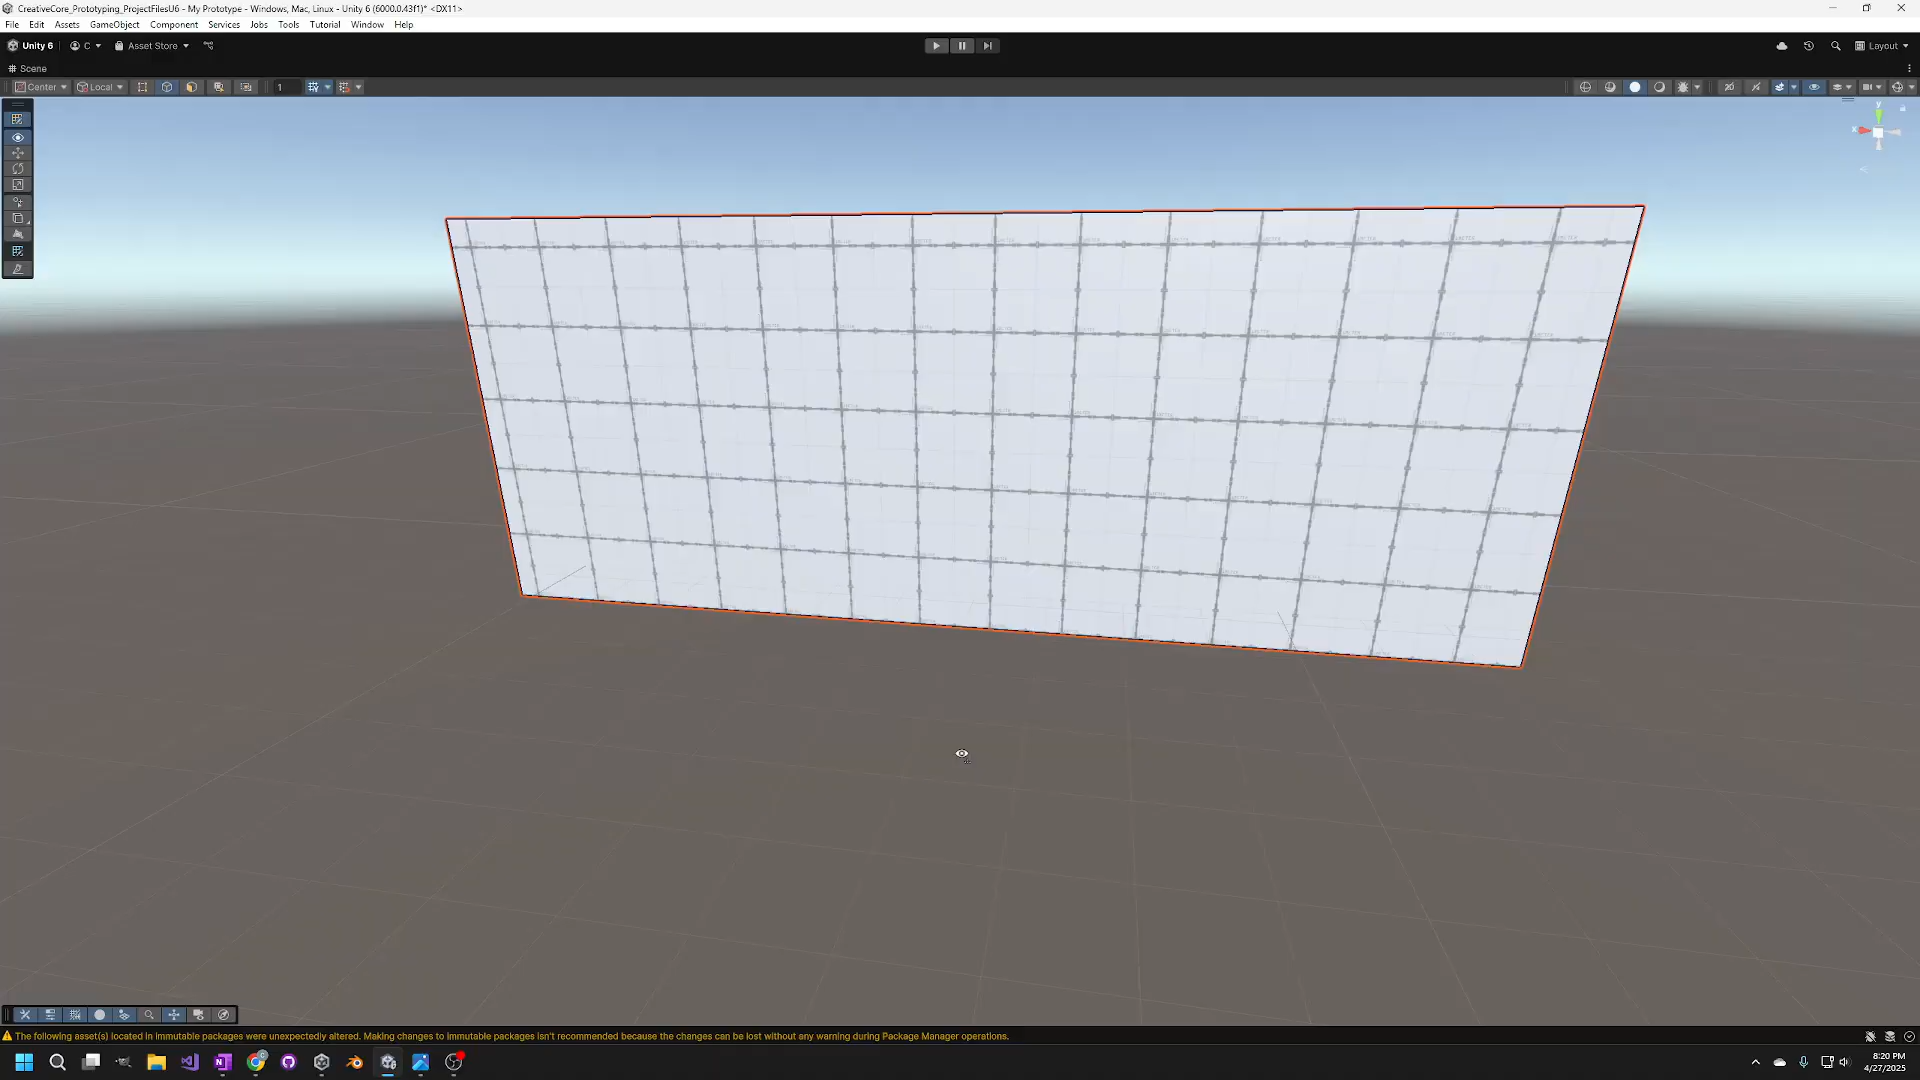 CreativeCore_Prototyping_ProjectFilesU6 - My Prototype - Windows, Mac, Linux - Unity 6 (6000.0.43f1)* <DX11>
File Edit Assets GameObject Component Services Jobs Tools Tutorial Window Help
Unity 6 C Asset Store Layout
Scene
Center Local 1
y
x
The following asset(s) located in immutable packages were unexpectedly altered. Making changes to immutable packages isn't recommended because the changes can be lost without any warning during Package Manager operations.
8:20 PM
4/27/2025